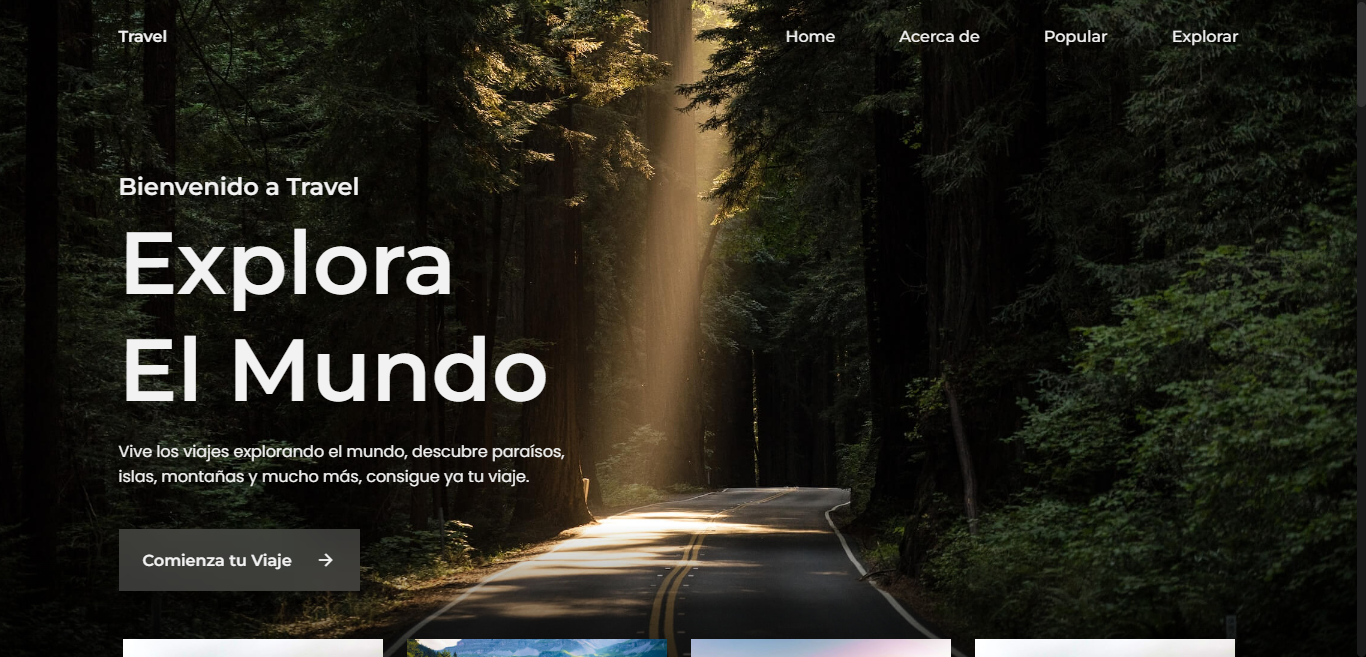 Travel
Home
Acerca de
Popular
Explorar
Bienvenido a Travel
Explora
El Mundo
Vive los viajes explorando el mundo, descubre paraísos,
islas, montañas y mucho más, consigue ya tu viaje.
Comienza tu Viaje